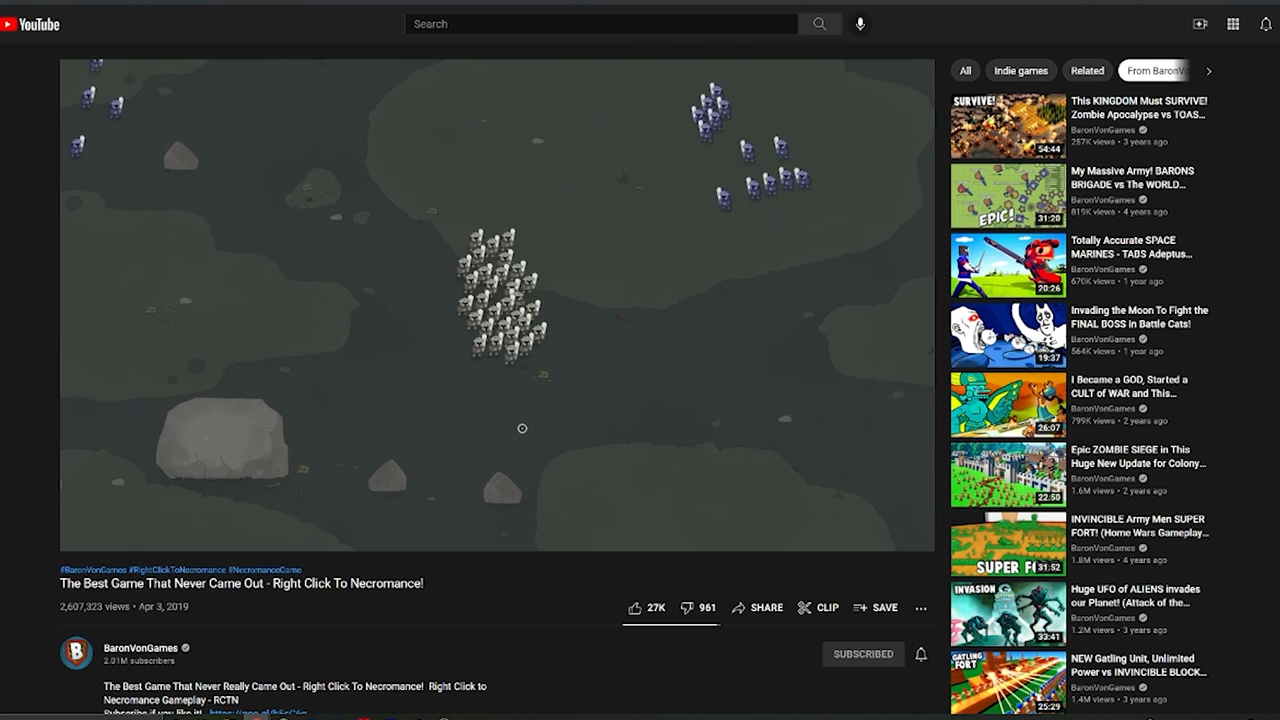 YouTube
Search
All
Indie games
Related
From BaronVo
SURVIVE!
54:44
This KINGDOM Must SURVIVE!
Zombie Apocalypse vs TOAS...
BaronVonGames
257K views • 3 years ago
EPIC!
31:20
My Massive Army! BARONS
BRIGADE vs The WORLD...
BaronVonGames
819K views • 4 years ago
20:26
Totally Accurate SPACE
MARINES - TABS Adeptus...
BaronVonGames
670K views • 1 year ago
19:37
Invading the Moon To Fight the
FINAL BOSS in Battle Cats!
BaronVonGames
564K views • 1 year ago
26:07
I Became a GOD, Started a
CULT of WAR and This...
BaronVonGames
799K views • 2 years ago
22:50
Epic ZOMBIE SIEGE in This
Huge New Update for Colony...
BaronVonGames
1.6M views • 2 years ago
SUPER F
31:52
INVINCIBLE Army Men SUPER
FORT! (Home Wars Gameplay...
BaronVonGames
1.8M views • 4 years ago
INVASION
33:41
Huge UFO of ALIENS invades
our Planet! (Attack of the...
BaronVonGames
1.2M views • 3 years ago
GATLING
FORT
25:29
NEW Gatling Unit, Unlimited
Power vs INVINCIBLE BLOCK...
BaronVonGames
1.4M views • 3 years ago
#BaronVonGames #RightClickToNecromance #NecromanceGame
The Best Game That Never Came Out - Right Click To Necromance!
2,607,323 views • Apr 3, 2019
27K
961
SHARE
CLIP
SAVE
B
BaronVonGames
2.01M subscribers
SUBSCRIBED
The Best Game That Never Really Came Out - Right Click To Necromance! Right Click to
Necromance Gameplay - RCTN
Subscribe if you like it!